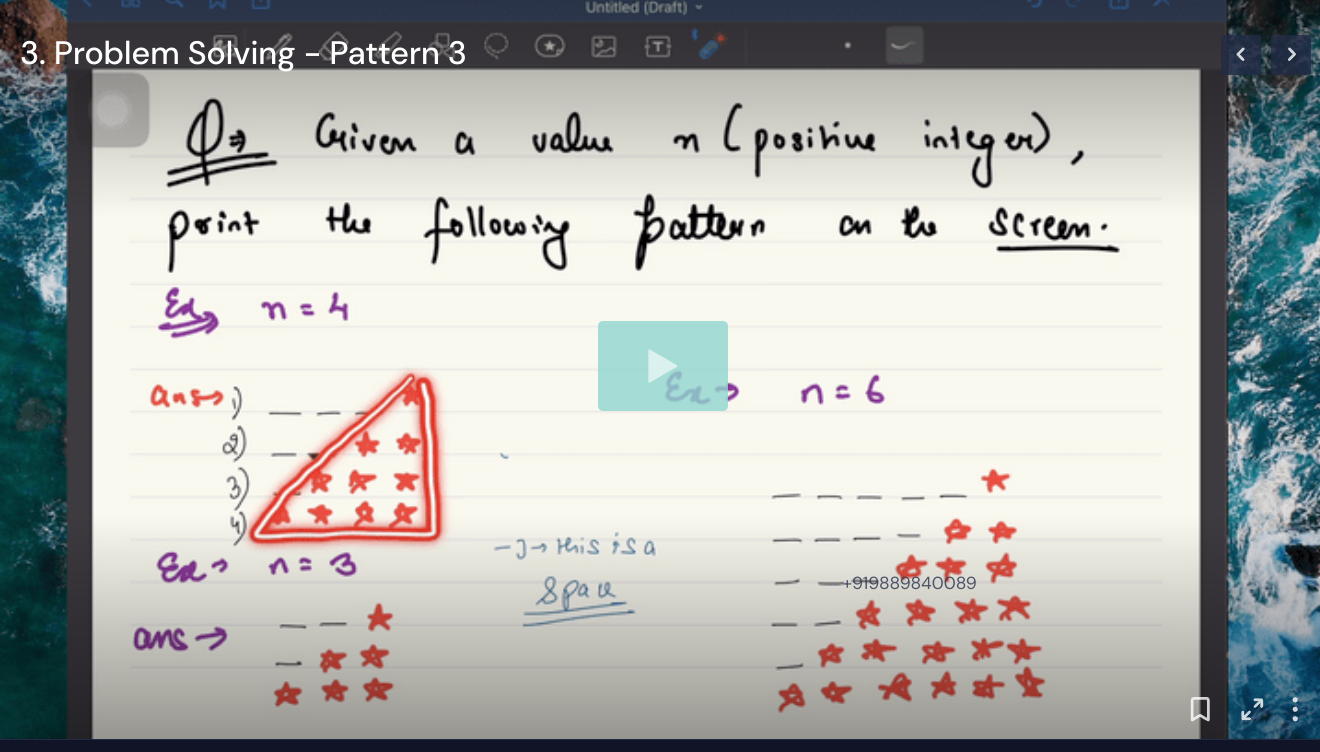 Untitled (Draft)
3. Problem Solving - Pattern 3
Q⇒ Given a value n (positive integer),
print the following pattern on the screen.
Ex⇒ n = 4
ans→ 1)
2)
3)
4)
Ex→ n = 6
Ex→ n = 3
ans→
-]→ this is a
Space
+919889840089